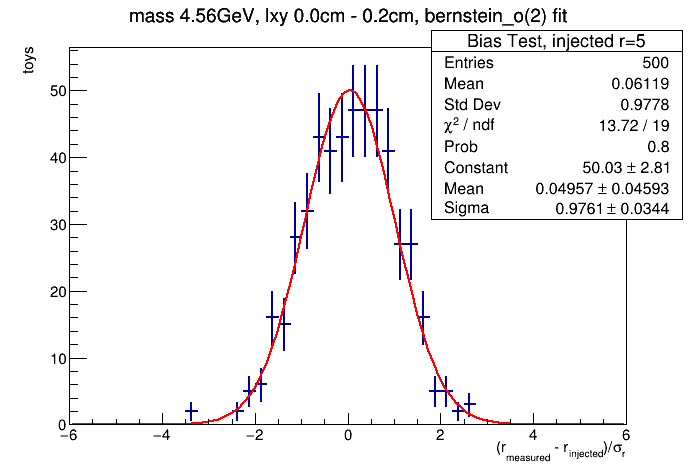 mass 4.56GeV, lxy 0.0cm - 0.2cm, bernstein_o(2) fit
toys
Bias Test, injected r=5
Entries 500
Mean 0.06119
Std Dev 0.9778
χ² / ndf 13.72 / 19
Prob 0.8
Constant 50.03 ± 2.81
Mean 0.04957 ± 0.04593
Sigma 0.9761 ± 0.0344
50
40
30
20
10
0
−6 −4 −2 0 2 4 6
(r_measured - r_injected)/σ_r